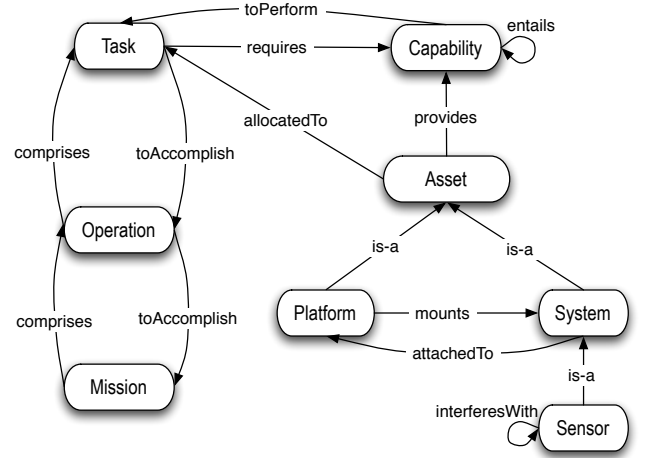 toPerform
entails
Task
requires
Capability
allocatedTo
provides
comprises
toAccomplish
Asset
Operation
is-a
is-a
Platform
mounts
System
comprises
toAccomplish
attachedTo
Mission
is-a
interferesWith
Sensor